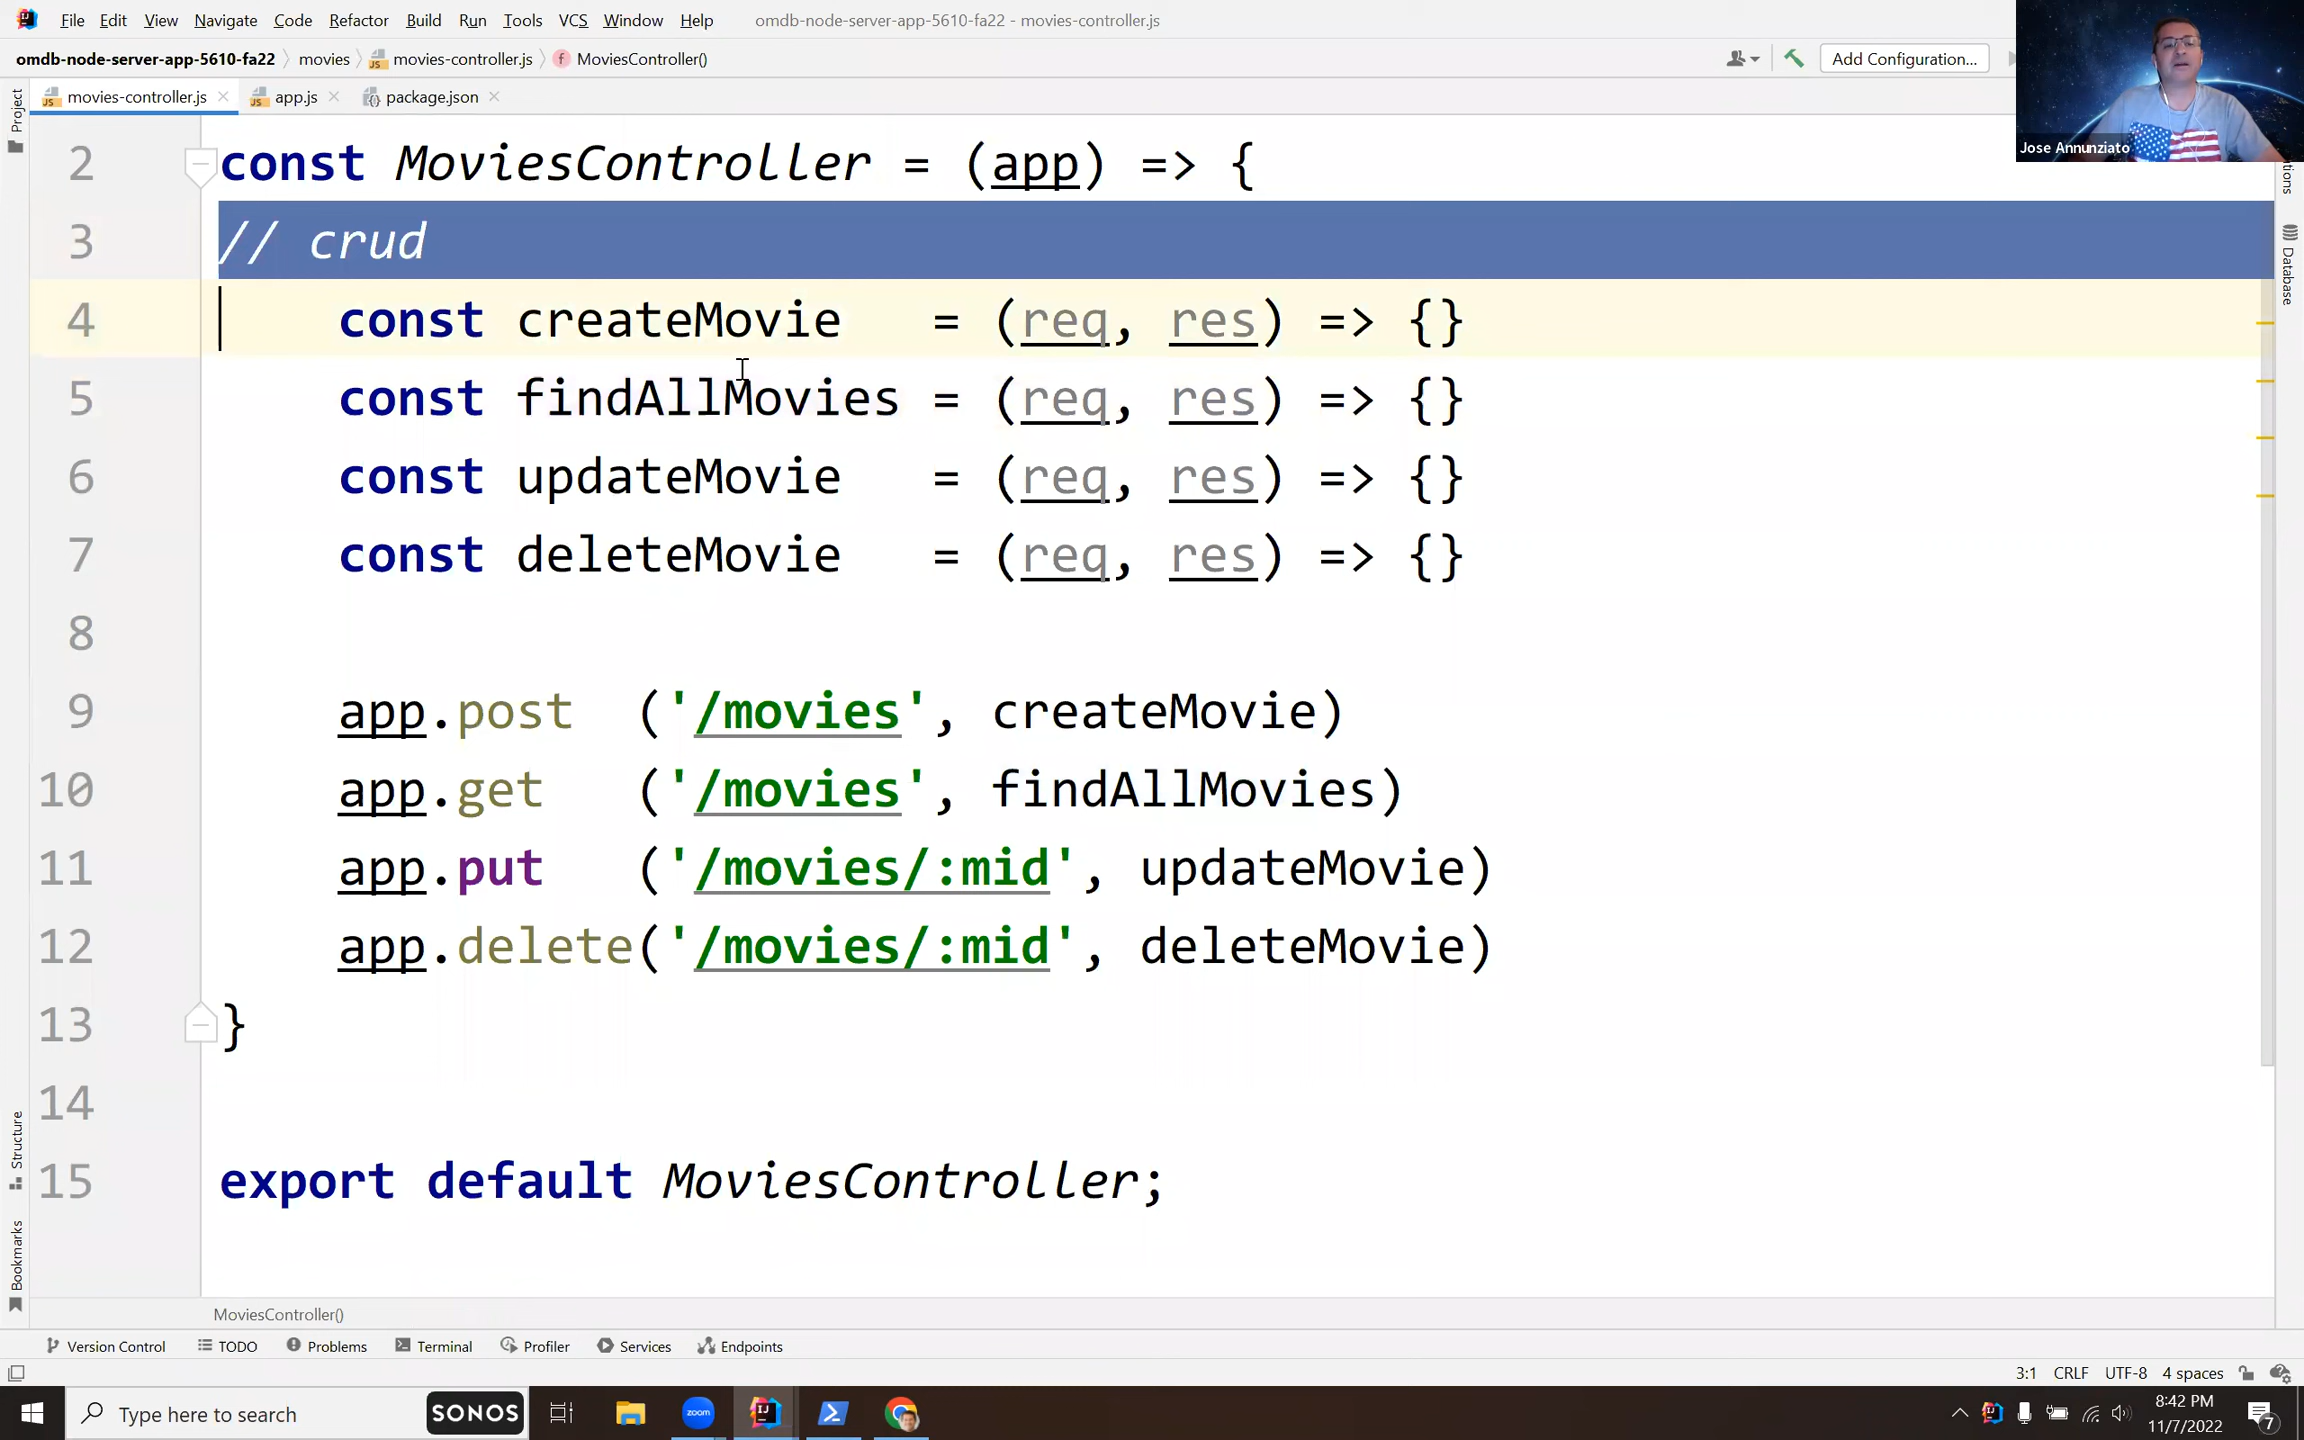 File Edit View Navigate Code Refactor Build Run Tools VCS Window Help omdb-node-server-app-5610-fa22 - movies-controller.js
omdb-node-server-app-5610-fa22 movies movies-controller.js MoviesController() Add Configuration...
movies-controller.js app.js package.json
Jose Annunziato
Project
Database
2 const MoviesController = (app) => {
3 // crud
4 const createMovie = (req, res) => {}
5 const findAllMovies = (req, res) => {}
6 const updateMovie = (req, res) => {}
7 const deleteMovie = (req, res) => {}
8
9 app.post ('/movies', createMovie)
10 app.get ('/movies', findAllMovies)
11 app.put ('/movies/:mid', updateMovie)
12 app.delete('/movies/:mid', deleteMovie)
13 }
14
15 export default MoviesController;
Structure
Bookmarks
MoviesController()
Version Control TODO Problems Terminal Profiler Services Endpoints
3:1 CRLF UTF-8 4 spaces
Type here to search SONOS zoom 8:42 PM
11/7/2022 7